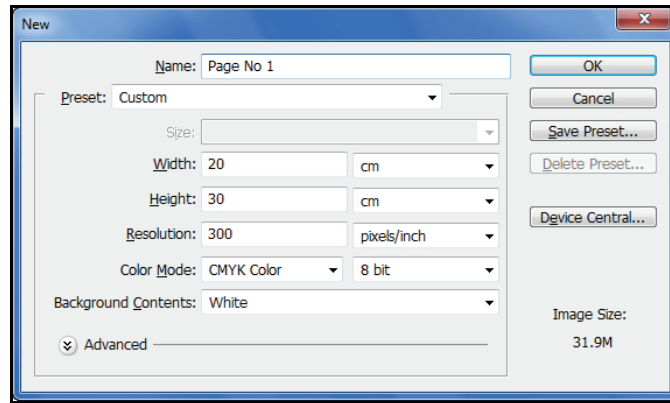 New
Name: Page No 1
OK
Preset: Custom
Cancel
Size:
Save Preset...
Width: 20 cm
Delete Preset...
Height: 30 cm
Resolution: 300 pixels/inch
Device Central...
Color Mode: CMYK Color 8 bit
Background Contents: White
Image Size:
Advanced
31.9M